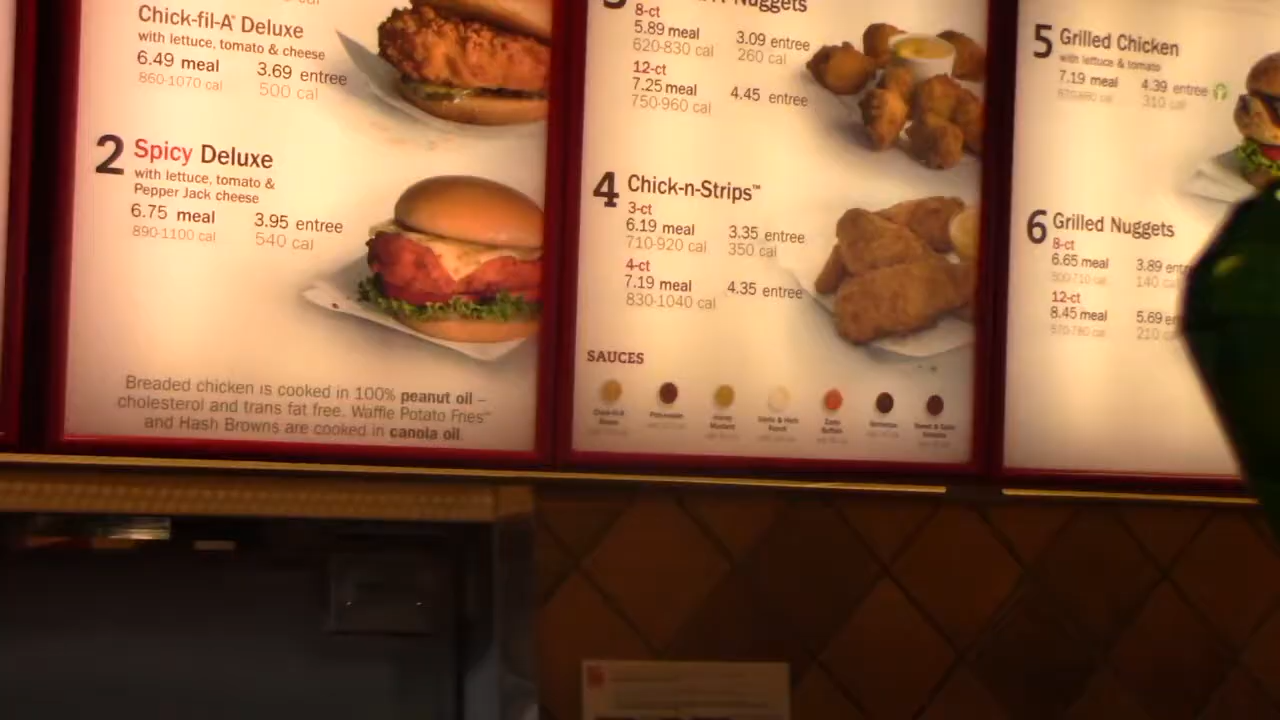 Chick-fil-A® Deluxe
with lettuce, tomato & cheese
6.49 meal 3.69 entree
860-1070 cal 500 cal
2 Spicy Deluxe
with lettuce, tomato &
Pepper Jack cheese
6.75 meal 3.95 entree
890-1100 cal 540 cal
Breaded chicken is cooked in 100% peanut oil –
cholesterol and trans fat free. Waffle Potato Fries™
and Hash Browns are cooked in canola oil.
Nuggets
8-ct
5.89 meal 3.09 entree
620-830 cal 260 cal
12-ct
7.25 meal 4.45 entree
750-960 cal
4 Chick-n-Strips™
3-ct
6.19 meal 3.35 entree
710-920 cal 350 cal
4-ct
7.19 meal 4.35 entree
830-1040 cal
SAUCES
Honey
Mustard
5 Grilled Chicken
with lettuce & tomato
7.19 meal 4.39 entree
310 cal
6 Grilled Nuggets
8-ct
6.65 meal 3.89
140
12-ct
8.45 meal 5.69
210